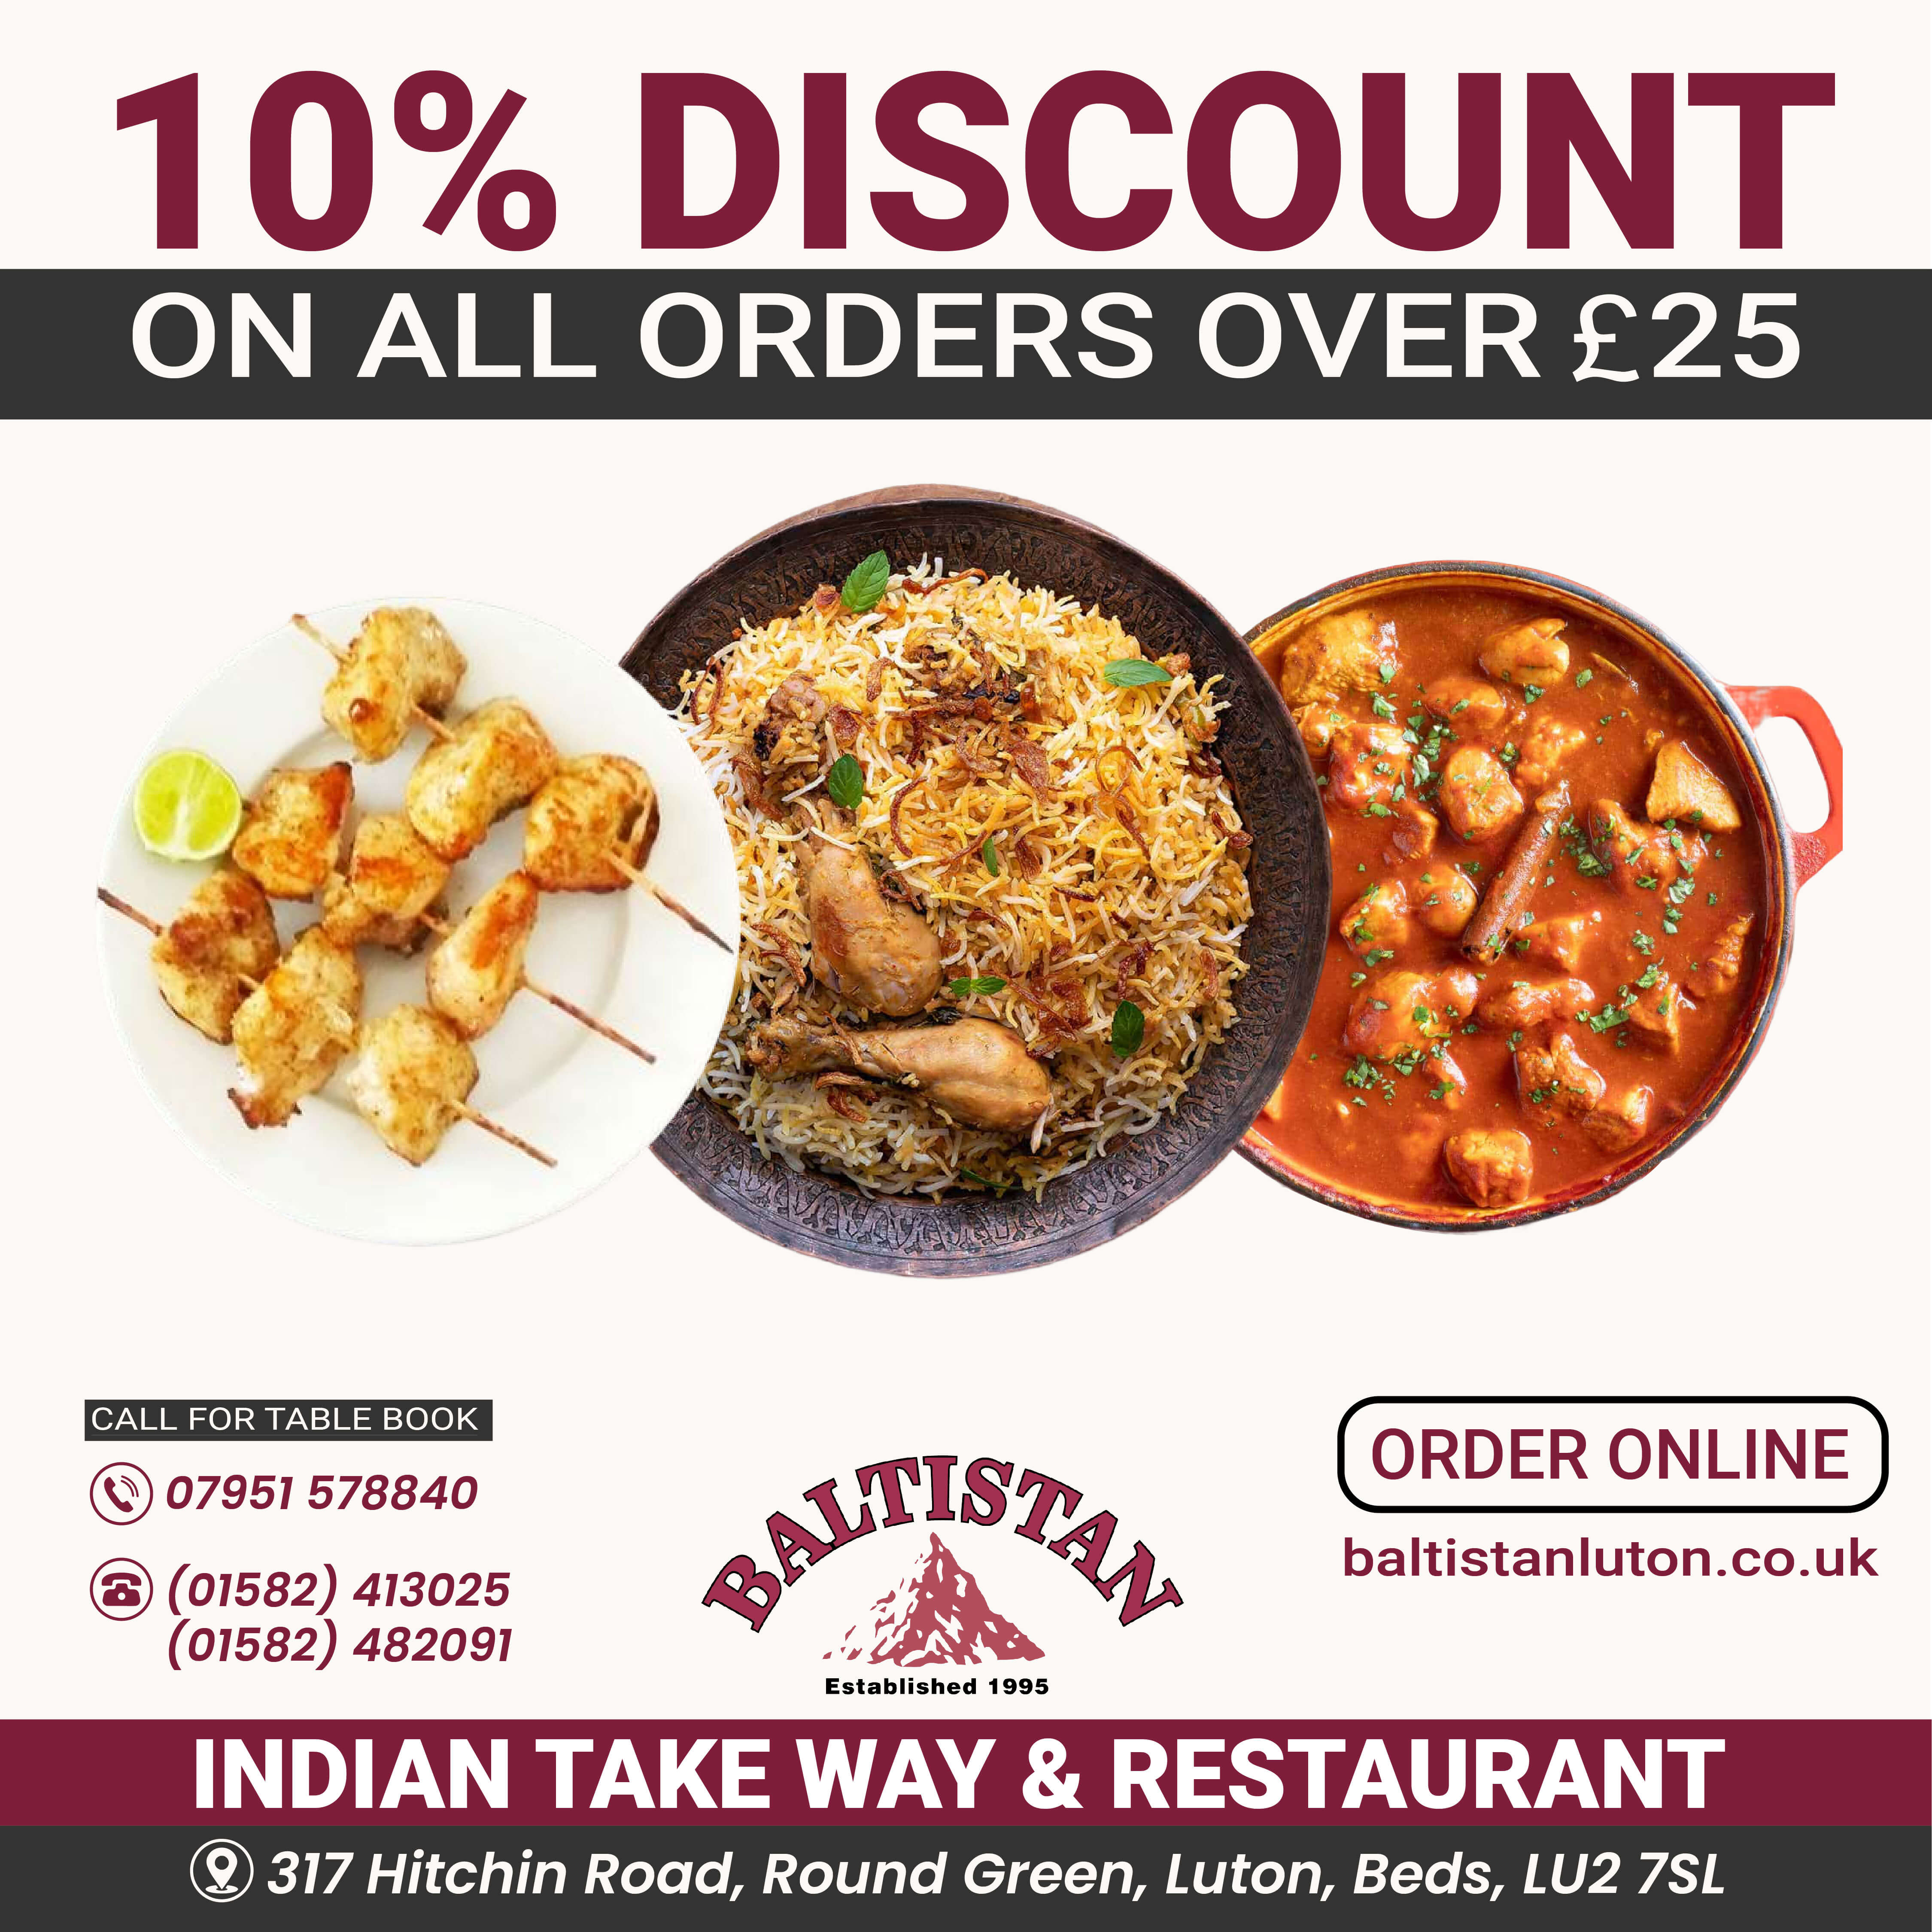 10% DISCOUNT
ON ALL ORDERS OVER £25
CALL FOR TABLE BOOK
07951 578840
(01582) 413025
(01582) 482091
BALTISTAN
Established 1995
ORDER ONLINE
baltistanluton.co.uk
INDIAN TAKE WAY & RESTAURANT
317 Hitchin Road, Round Green, Luton, Beds, LU2 7SL